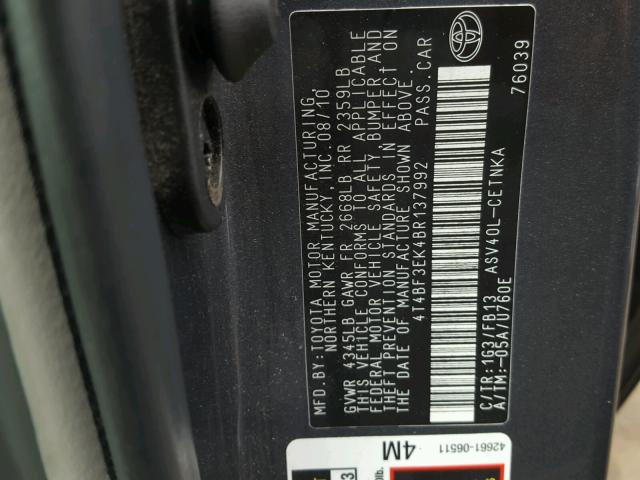 MFD.BY:TOYOTA MOTOR MANUFACTURING,
NORTHERN KENTUCKY, INC. 08/10
GVWR 4345LB GAWR FR 2668LB RR 2359LB
THIS VEHICLE CONFORMS TO ALL APPLICABLE
FEDERAL MOTOR VEHICLE SAFETY, BUMPER AND
THEFT PREVENTION STANDARDS IN EFFECT ON
THE DATE OF MANUFACTURE SHOWN ABOVE.
4T4BF3EK4BR137992 PASS.CAR
C/TR:1G3/FB13 ASV40L-CETNKA
A/TM:-05A/U760E
76039
42661-06511
4M